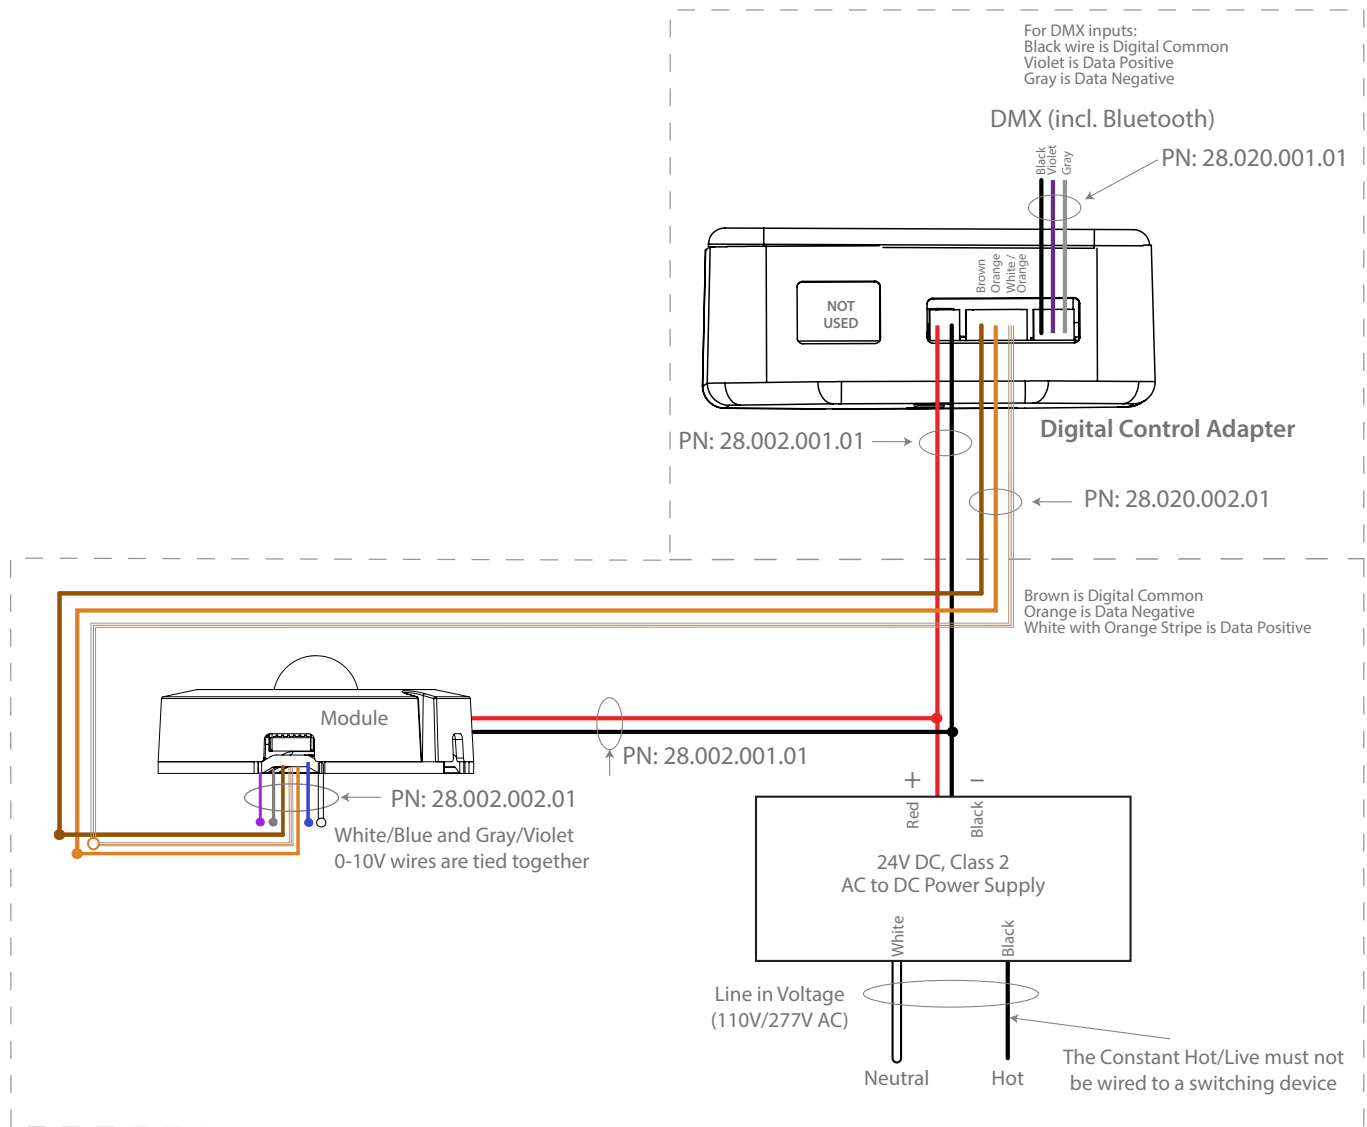 For DMX inputs:
Black wire is Digital Common
Violet is Data Positive
Gray is Data Negative
DMX (incl. Bluetooth)
PN: 28.020.001.01
Black
Violet
Gray
Brown
Orange
White /
Orange
NOT
USED
Digital Control Adapter
PN: 28.002.001.01
PN: 28.020.002.01
Brown is Digital Common
Orange is Data Negative
White with Orange Stripe is Data Positive
Module
PN: 28.002.001.01
PN: 28.002.002.01
White/Blue and Gray/Violet
0-10V wires are tied together
+
–
Red
Black
24V DC, Class 2
AC to DC Power Supply
White
Black
Line in Voltage
(110V/277V AC)
Neutral
Hot
The Constant Hot/Live must not
be wired to a switching device